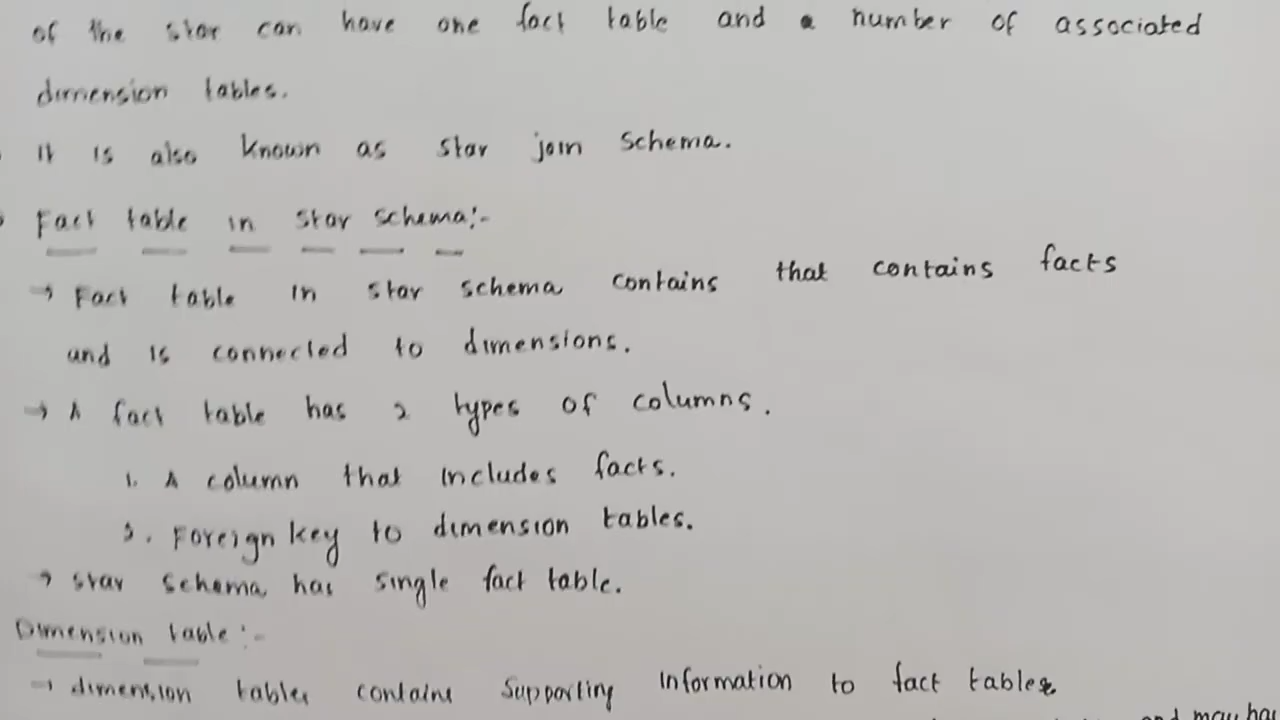 of the star can have one fact table and a number of associated
dimension tables.
It is also known as star join schema.
Fact table in star schema:-
→ Fact table in star schema contains that contains facts
and is connected to dimensions.
→ A fact table has 2 types of columns.
1. A column that includes facts.
2. Foreign key to dimension tables.
→ star schema has single fact table.
Dimension table:-
→ dimension tables contains supporting information to fact tables
and may